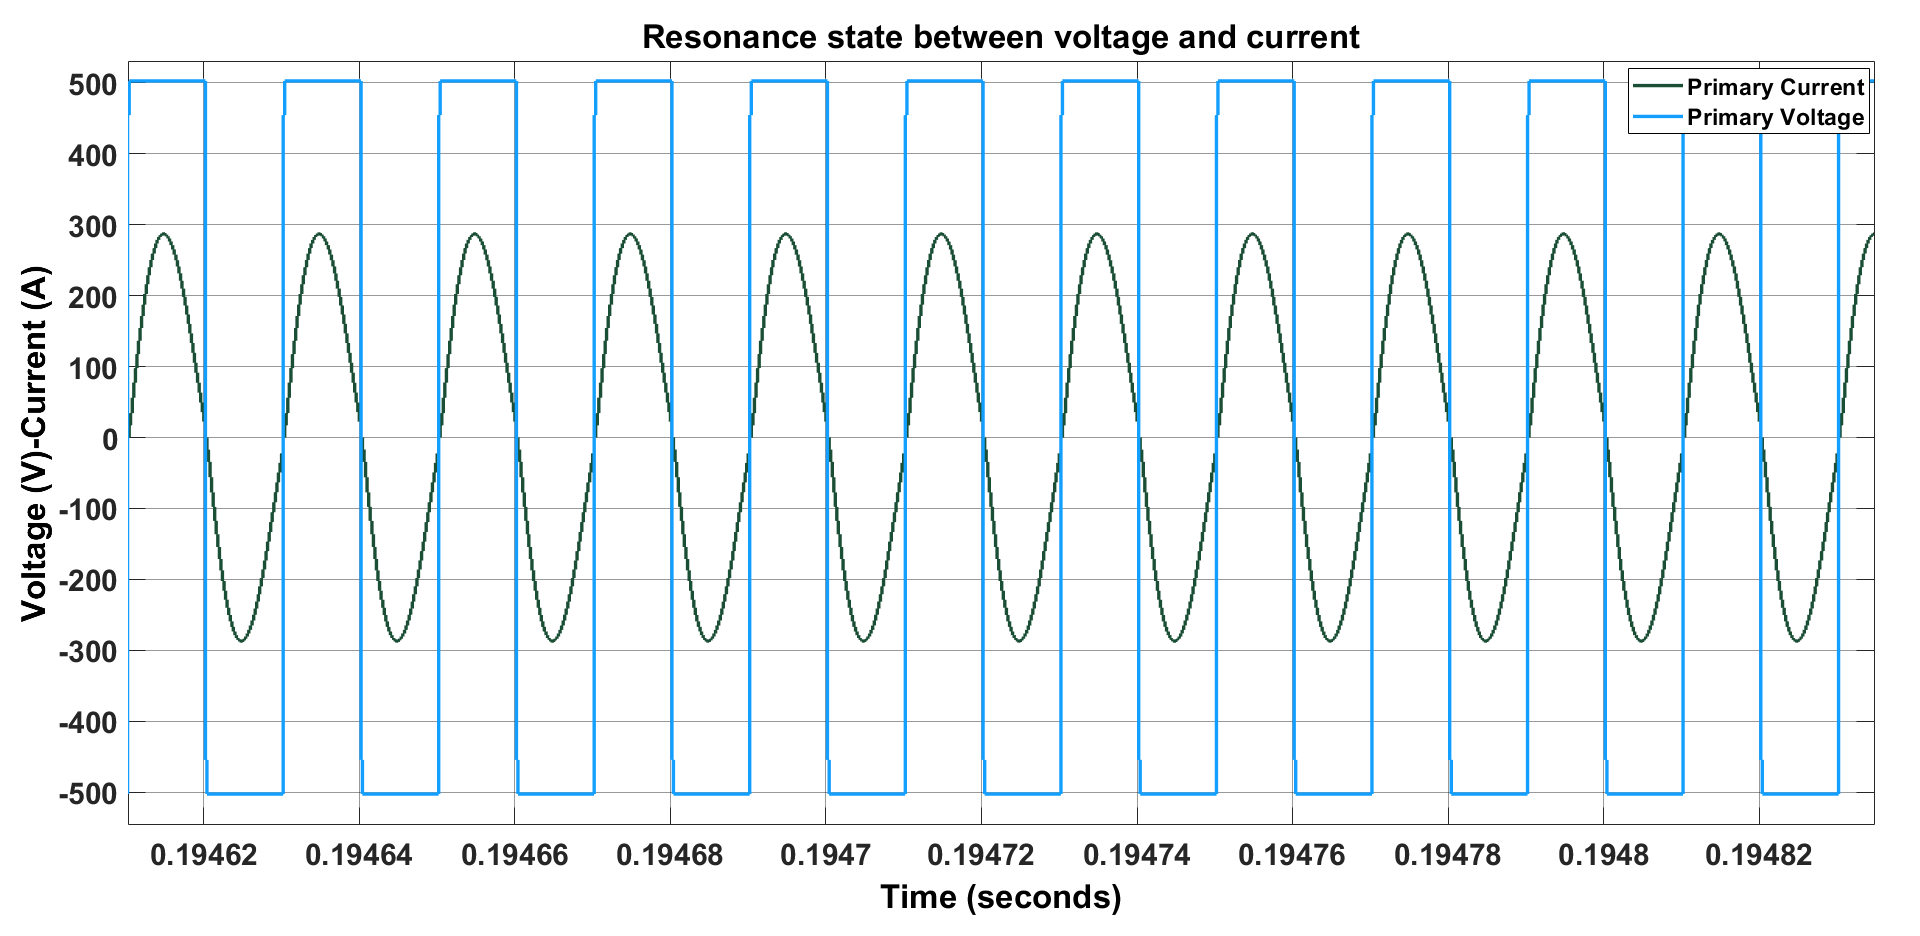 Resonance state between voltage and current
Primary Current
Primary Voltage
500
400
300
200
100
0
-100
-200
-300
-400
-500
Voltage (V)-Current (A)
0.19462 0.19464 0.19466 0.19468 0.1947 0.19472 0.19474 0.19476 0.19478 0.1948 0.19482
Time (seconds)